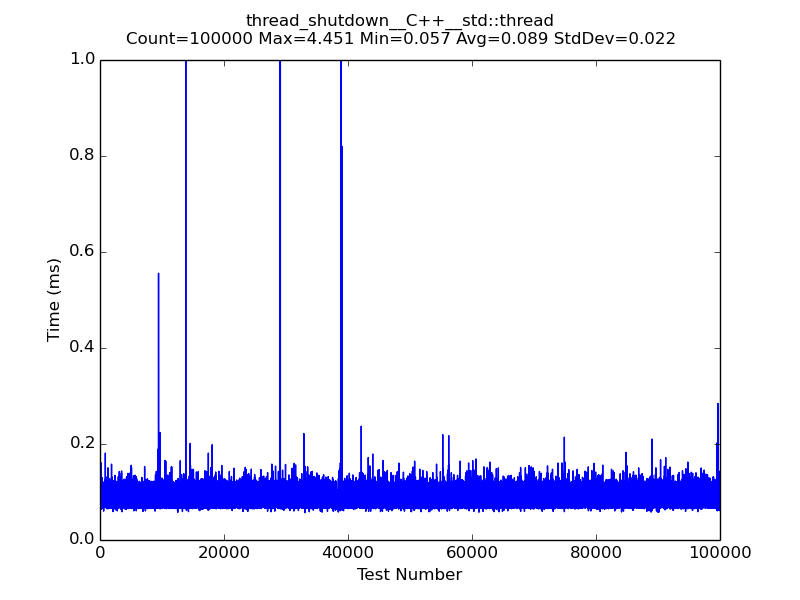 thread_shutdown__C++__std::thread
Count=100000 Max=4.451 Min=0.057 Avg=0.089 StdDev=0.022
1.0
0.8
0.6
0.4
0.2
0.0
Time (ms)
0 20000 40000 60000 80000 100000
Test Number